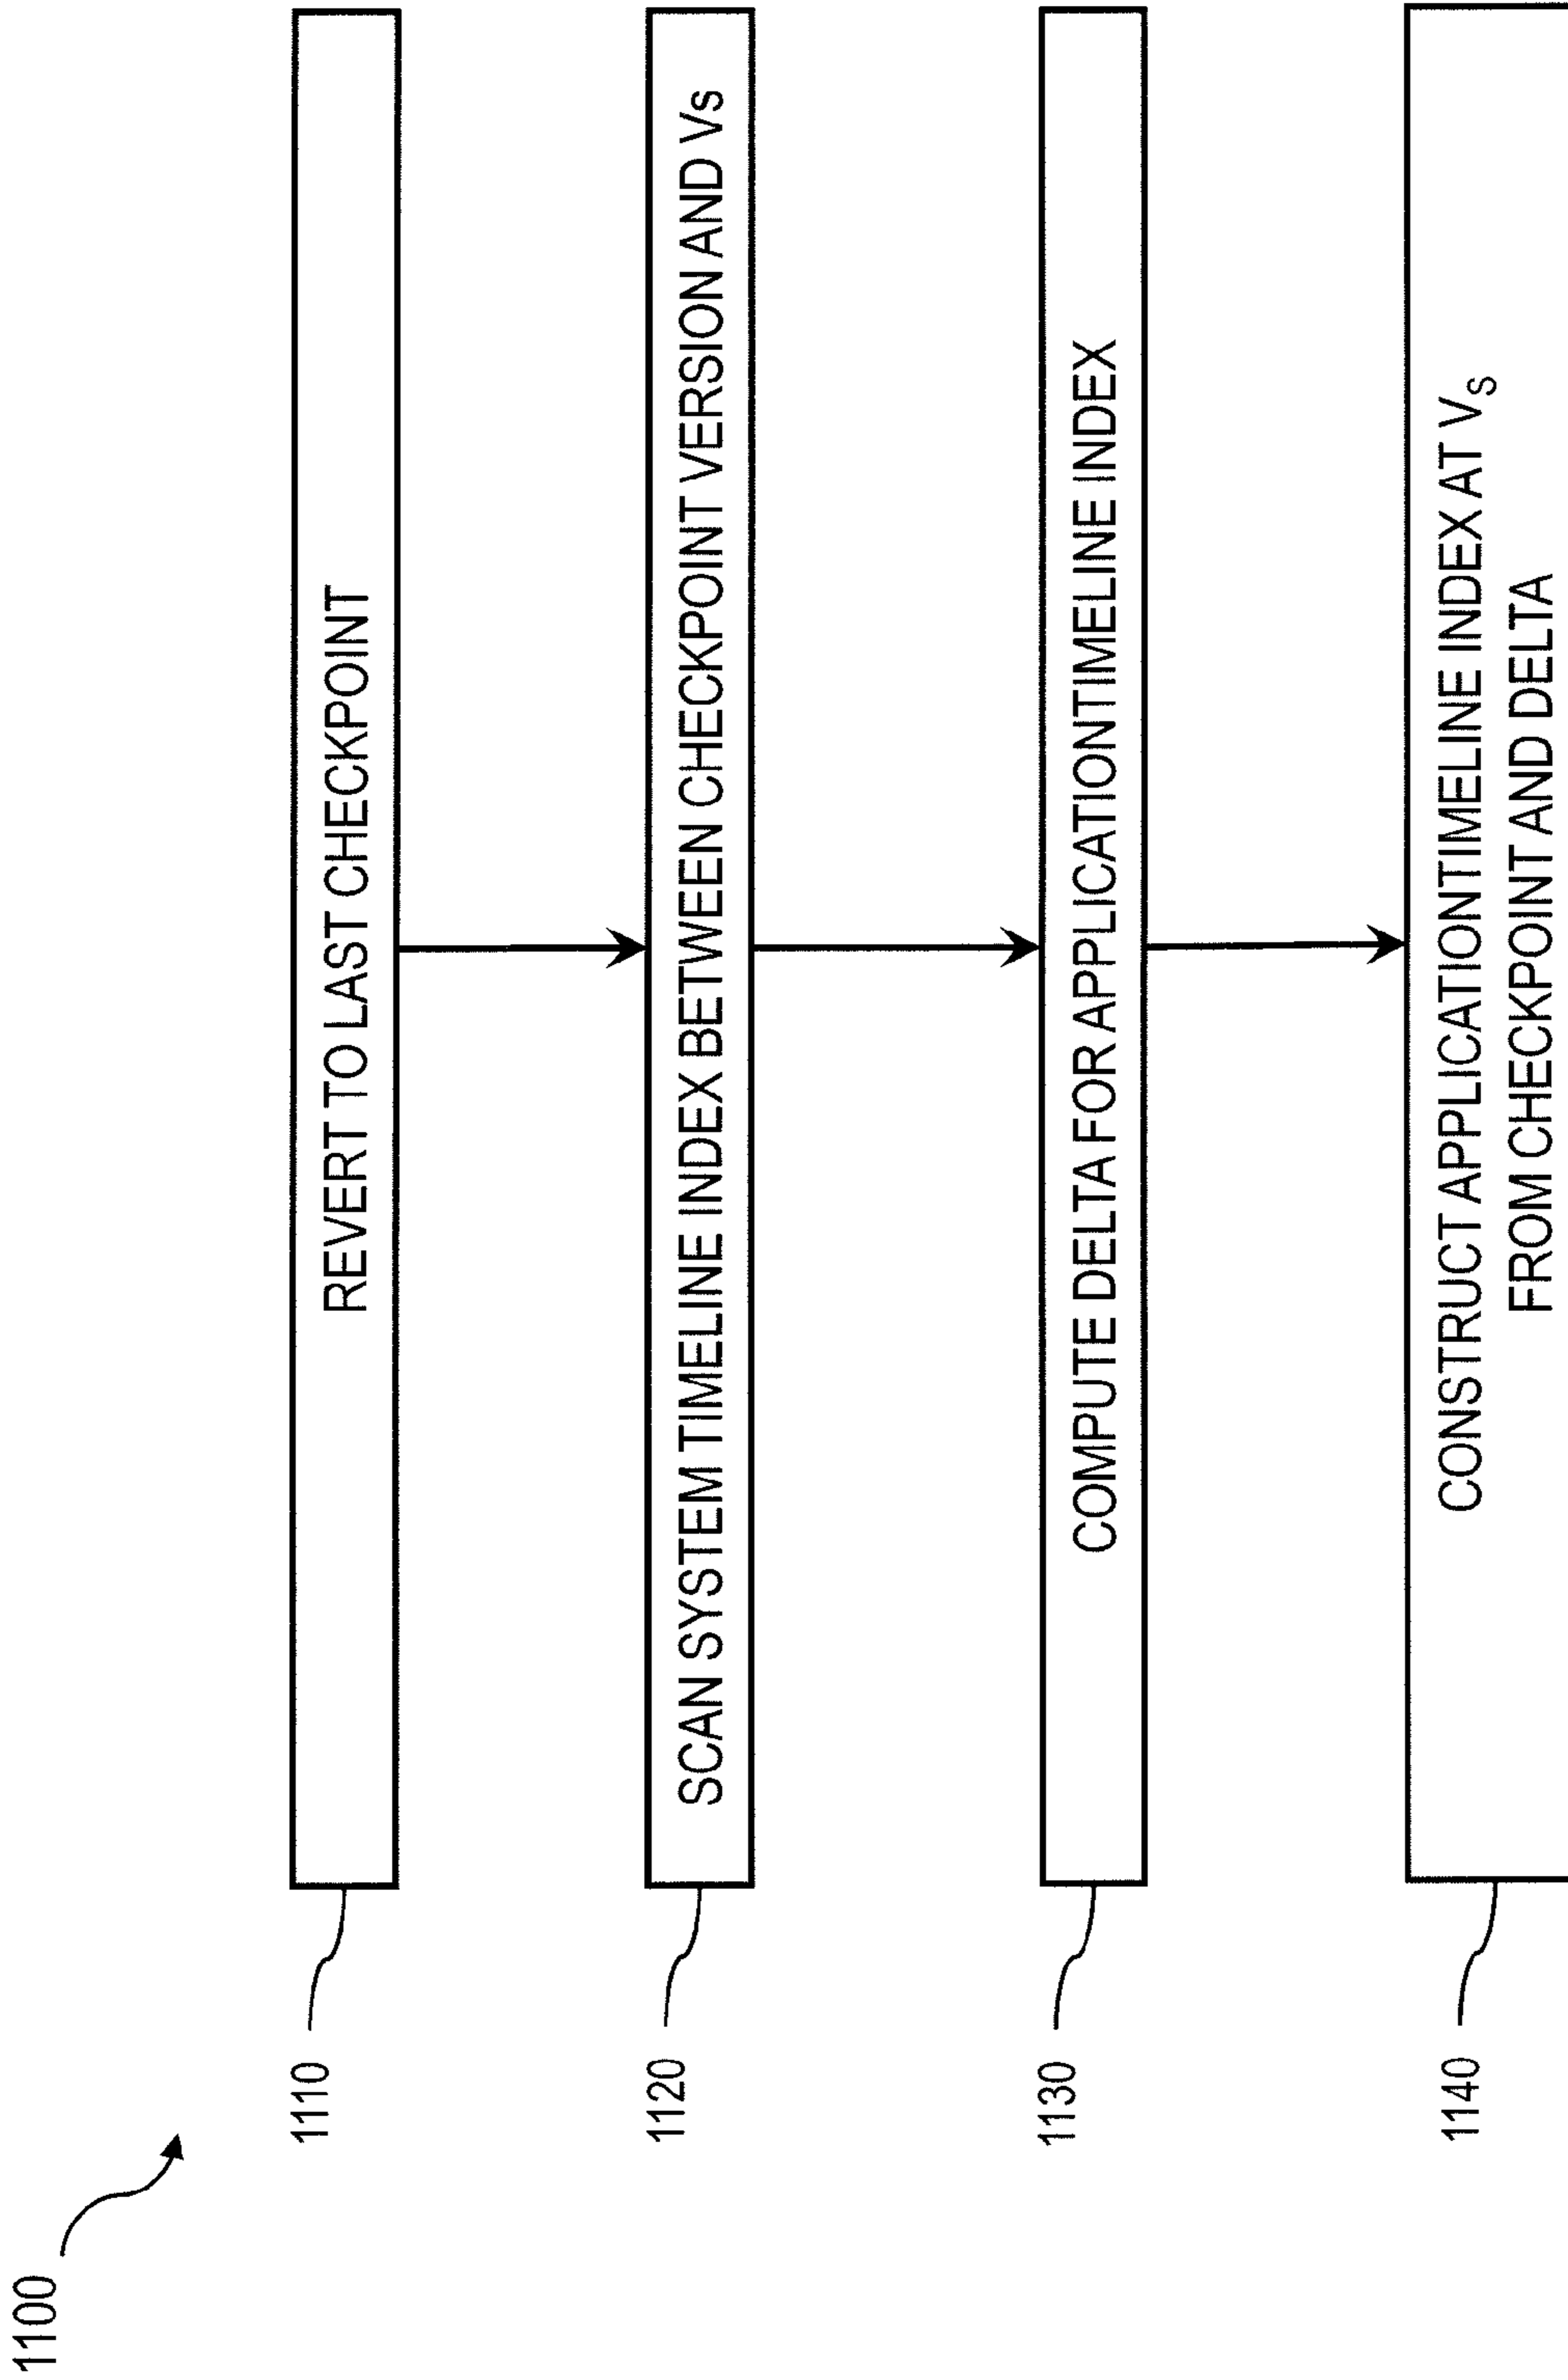 1100
1110
REVERT TO LAST CHECKPOINT
1120
SCAN SYSTEM TIMELINE INDEX BETWEEN CHECKPOINT VERSION AND Vs
1130
COMPUTE DELTA FOR APPLICATIONTIMELINE INDEX
1140
CONSTRUCT APPLICATIONTIMELINE INDEX AT Vs
FROM CHECKPOINT AND DELTA